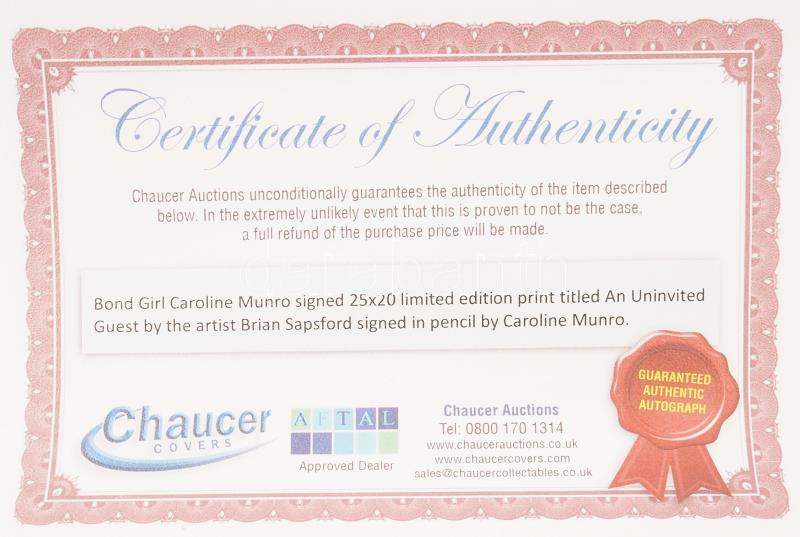 Certificate of Authenticity
Chaucer Auctions unconditionally guarantees the authenticity of the item described
below. In the extremely unlikely event that this is proven to not be the case,
a full refund of the purchase price will be made.
darabanth
Bond Girl Caroline Munro signed 25x20 limited edition print titled An Uninvited
Guest by the artist Brian Sapsford signed in pencil by Caroline Munro.
GUARANTEED
AUTHENTIC
AUTOGRAPH
Chaucer
COVERS
AFTAL
Approved Dealer
Chaucer Auctions
Tel: 0800 170 1314
www.chaucerauctions.co.uk
www.chaucercovers.com
sales@chaucercollectables.co.uk